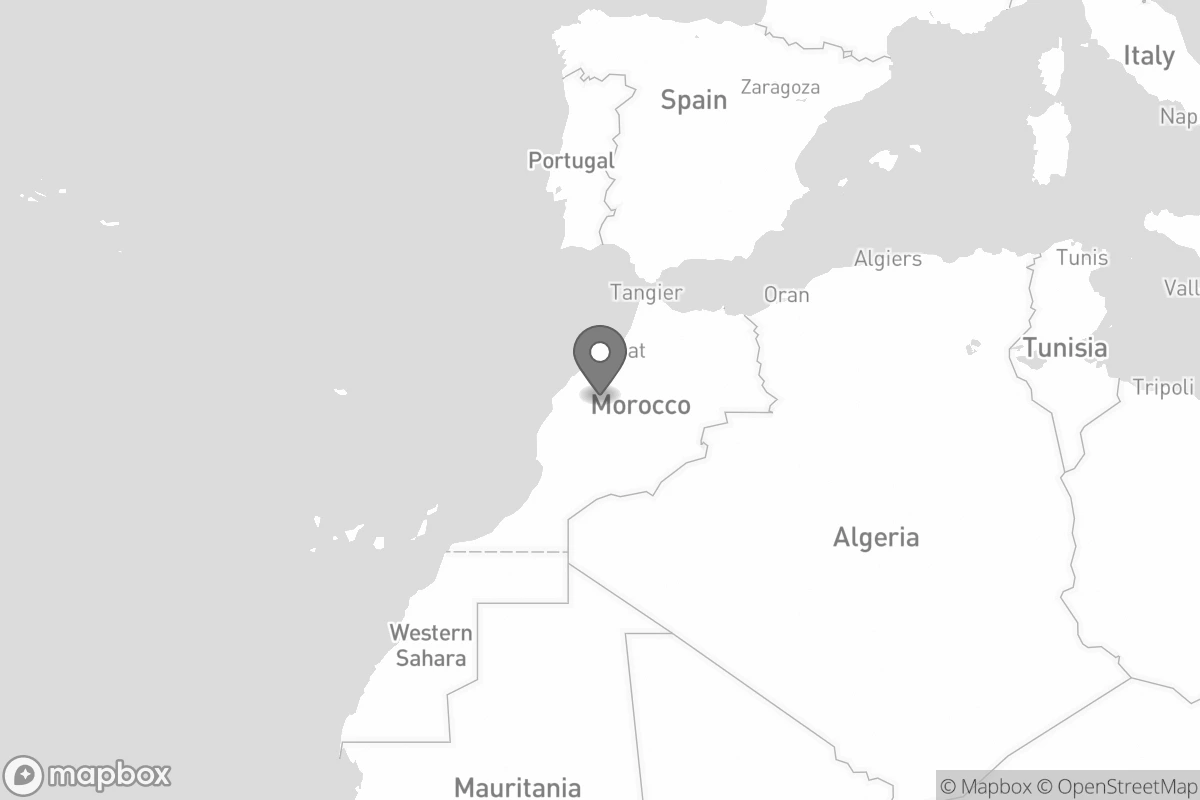 Italy
Zaragoza
Spain
Nap
Portugal
Algiers
Tunis
Tangier
Oran
Vall
at
Tunisia
Tripoli
Morocco
Algeria
Western
Sahara
mapbox
Mauritania
© Mapbox © OpenStreetMap